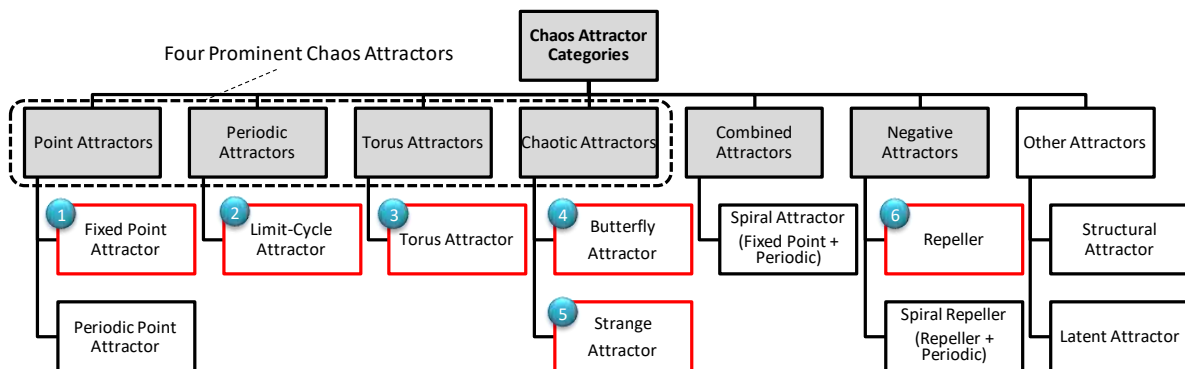 Chaos Attractor
Categories
Four Prominent Chaos Attractors
Point Attractors
Periodic
Attractors
Torus Attractors
Chaotic Attractors
Combined
Attractors
Negative
Attractors
Other Attractors
1
Fixed Point
Attractor
2
Limit-Cycle
Attractor
3
Torus Attractor
4
Butterfly
Attractor
Spiral Attractor
(Fixed Point +
Periodic)
6
Repeller
Structural
Attractor
Periodic Point
Attractor
5
Strange
Attractor
Spiral Repeller
(Repeller +
Periodic)
Latent Attractor